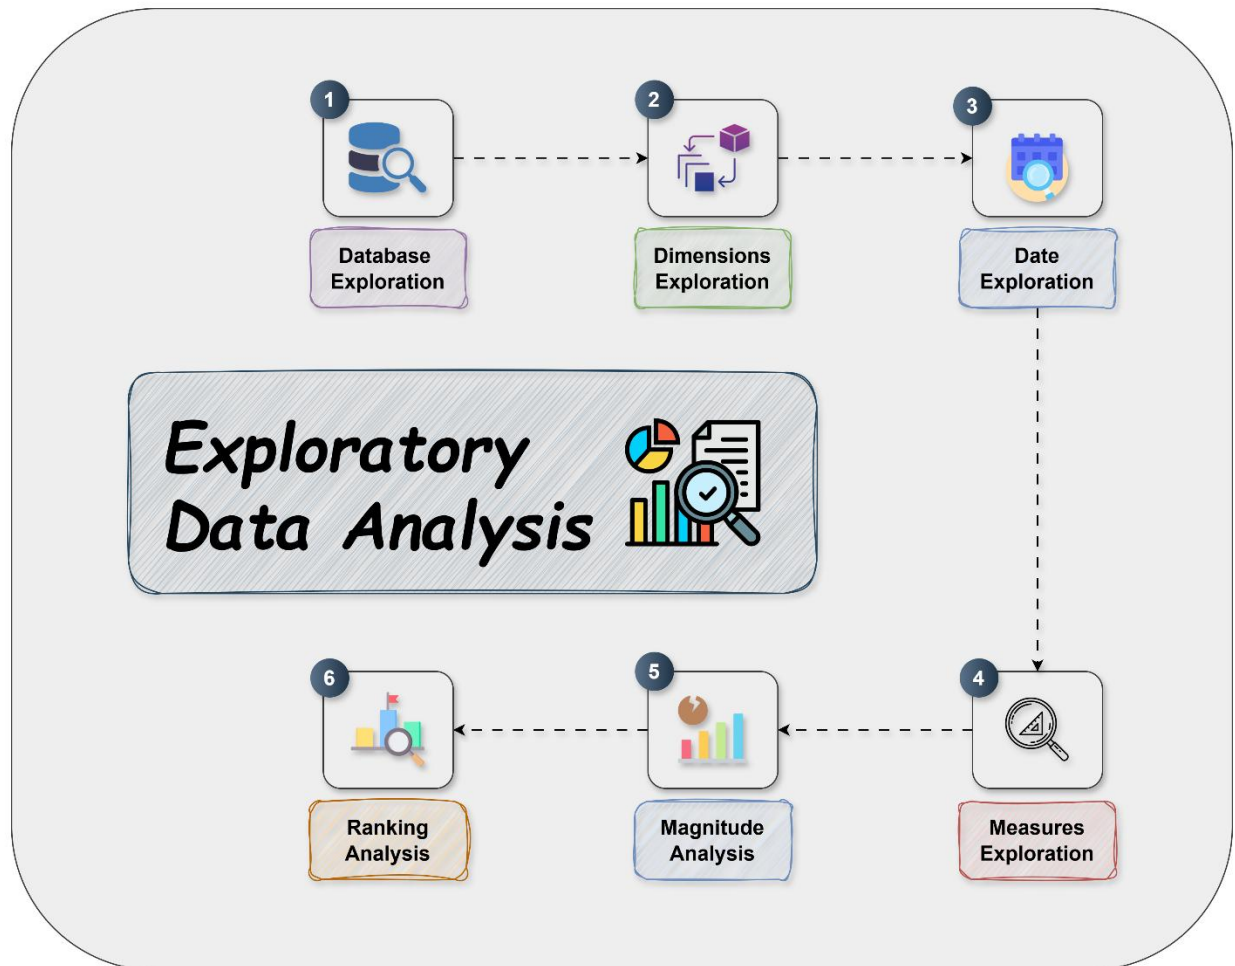 1
Database
Exploration
2
Dimensions
Exploration
3
Date
Exploration
Exploratory
Data Analysis
4
Measures
Exploration
5
Magnitude
Analysis
6
Ranking
Analysis